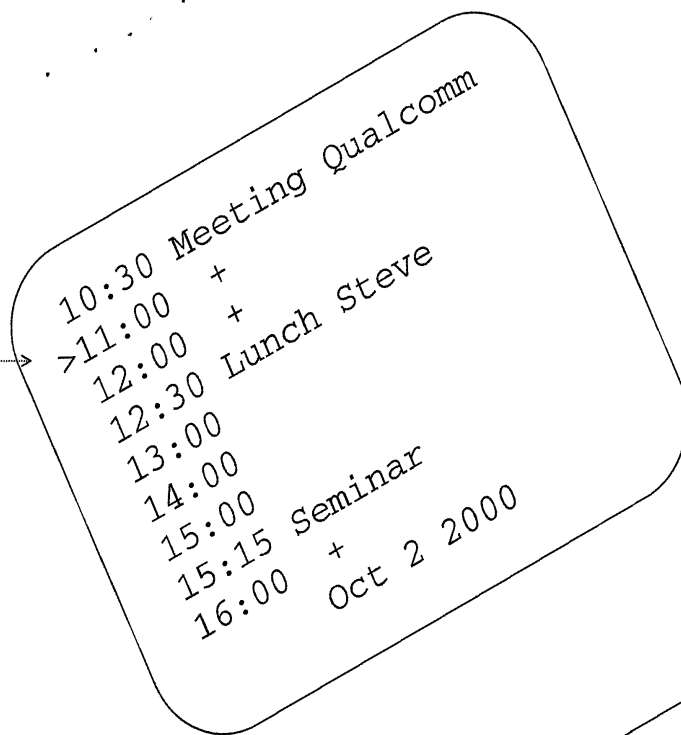 10:30 Meeting Qualcomm
>11:00 +
12:00 +
12:30 Lunch Steve
13:00
14:00
15:00
15:15 Seminar
16:00 +
Oct 2 2000